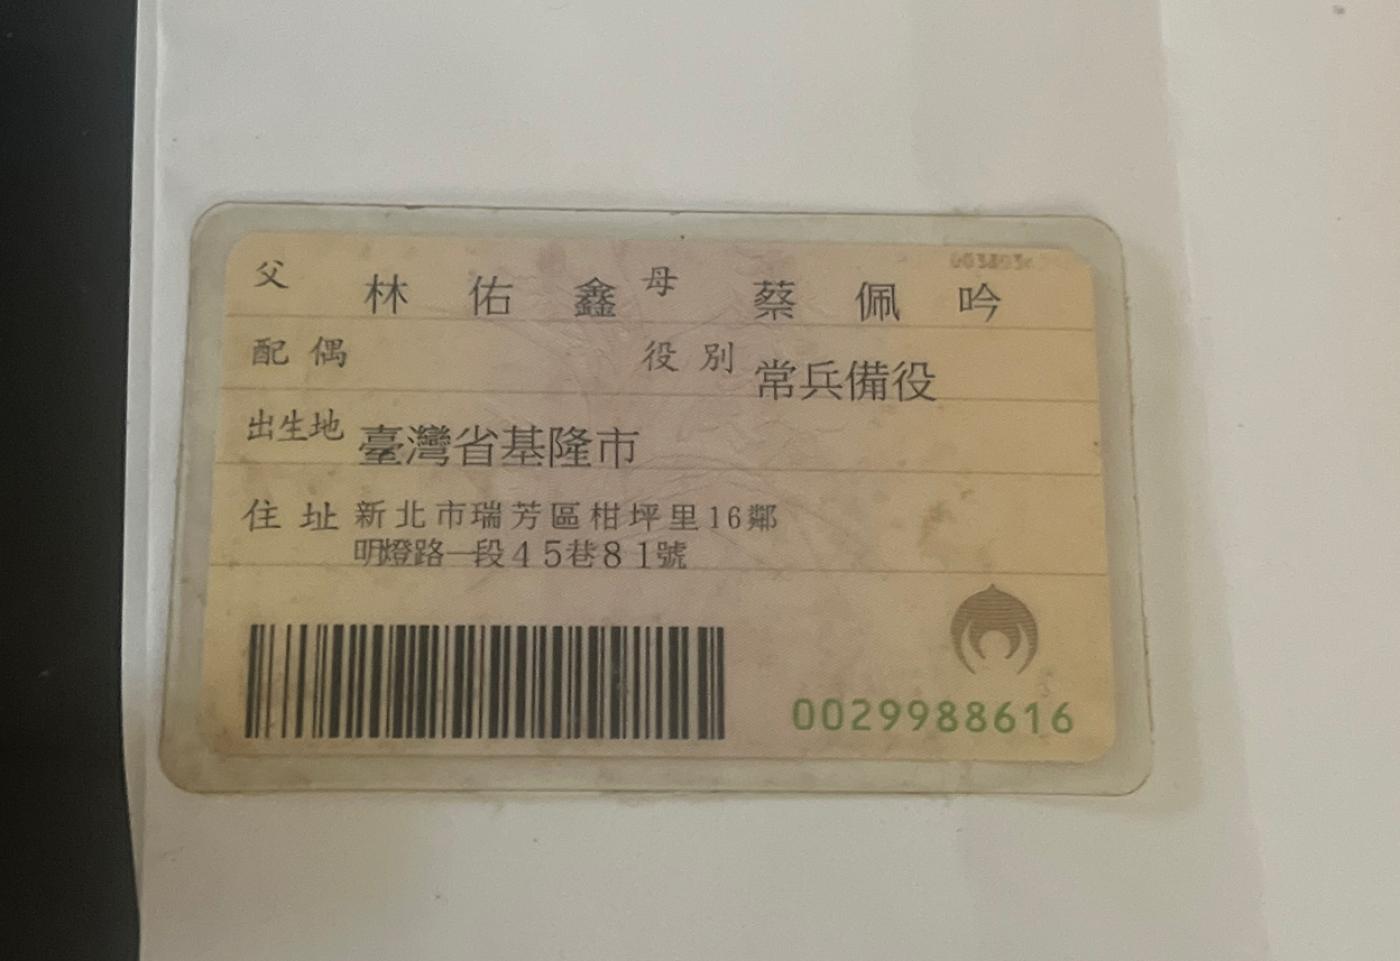 父 林佑鑫 母 蔡佩吟
配偶 役別 常兵備役
出生地 臺灣省基隆市
住址 新北市瑞芳區柑坪里16鄰
明燈路一段45巷81號
0029988616